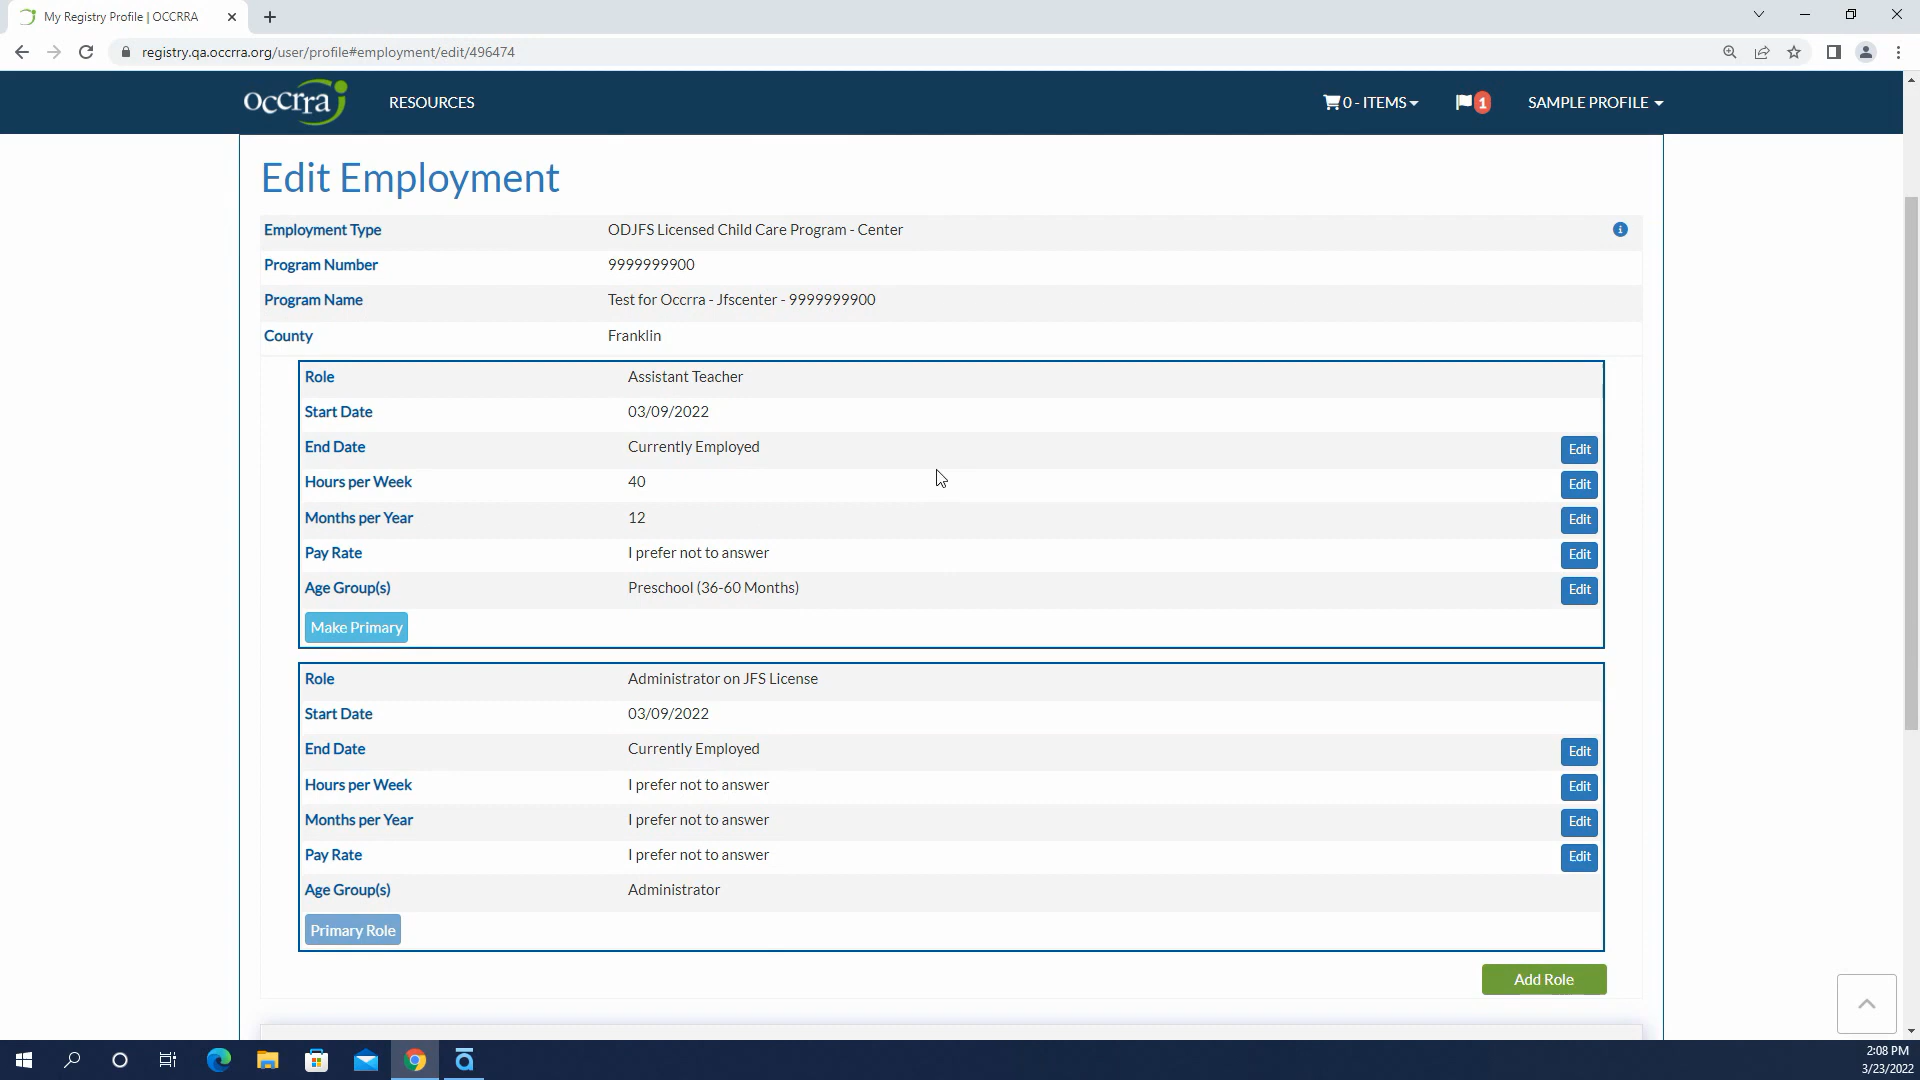 My Registry Profile | OCCRRA
registry.qa.occrra.org/user/profile#employment/edit/496474
occrra RESOURCES 0 - ITEMS 1 SAMPLE PROFILE
Edit Employment
Employment Type ODJFS Licensed Child Care Program - Center
Program Number 9999999900
Program Name Test for Occrra - Jfscenter - 9999999900
County Franklin
Role Assistant Teacher
Start Date 03/09/2022
End Date Currently Employed Edit
Hours per Week 40 Edit
Months per Year 12 Edit
Pay Rate I prefer not to answer Edit
Age Group(s) Preschool (36-60 Months) Edit
Make Primary
Role Administrator on JFS License
Start Date 03/09/2022
End Date Currently Employed Edit
Hours per Week I prefer not to answer Edit
Months per Year I prefer not to answer Edit
Pay Rate I prefer not to answer Edit
Age Group(s) Administrator
Primary Role
Add Role
2:08 PM
3/23/2022